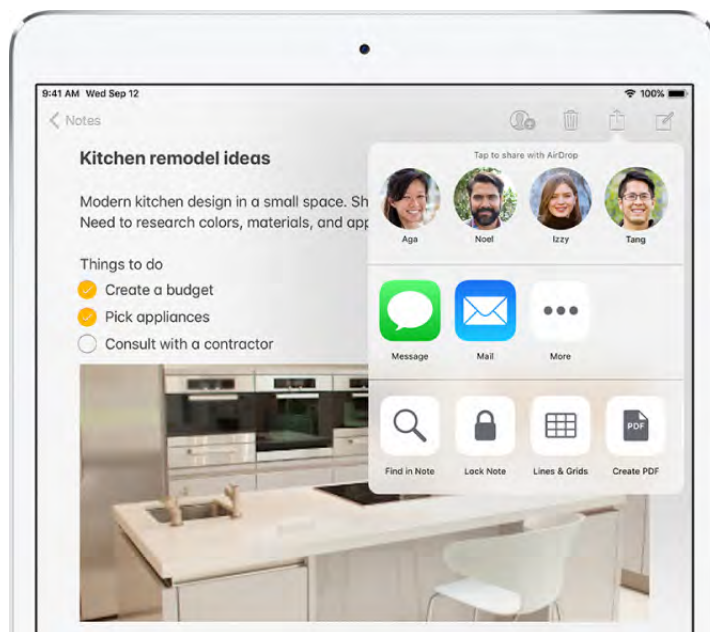 9:41 AM Wed Sep 12
100%
Notes
Kitchen remodel ideas
Modern kitchen design in a small space. Sh
Need to research colors, materials, and app
Things to do
Create a budget
Pick appliances
Consult with a contractor
Tap to share with AirDrop
Aga
Noel
Izzy
Tang
Message
Mail
More
PDF
Find in Note
Lock Note
Lines & Grids
Create PDF